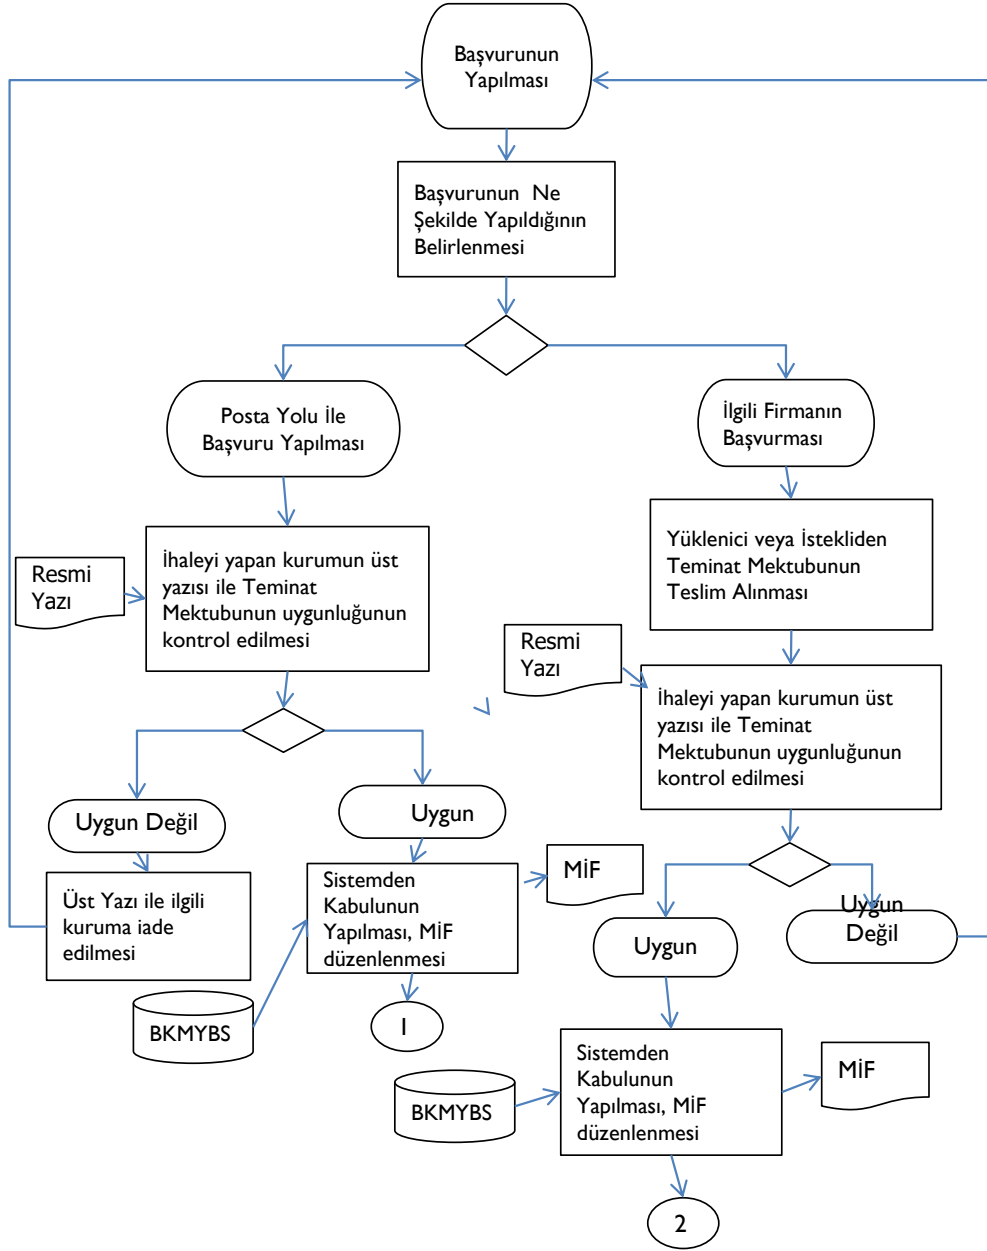 Başvurunun
Yapılması
Başvurunun Ne
Şekilde Yapıldığının
Belirlenmesi
Posta Yolu İle
Başvuru Yapılması
İlgili Firmanın
Başvurması
İhaleyi yapan kurumun üst
yazısı ile Teminat
Mektubunun uygunluğunun
kontrol edilmesi
Resmi
Yazı
Yüklenici veya İstekliden
Teminat Mektubunun
Teslim Alınması
Resmi
Yazı
İhaleyi yapan kurumun üst
yazısı ile Teminat
Mektubunun uygunluğunun
kontrol edilmesi
Uygun Değil
Uygun
Üst Yazı ile ilgili
kuruma iade
edilmesi
Sistemden
Kabulunun
Yapılması, MİF
düzenlenmesi
MİF
Uygun
Uygun
Değil
BKMYBS
1
Sistemden
Kabulunun
Yapılması, MİF
düzenlenmesi
MİF
BKMYBS
2